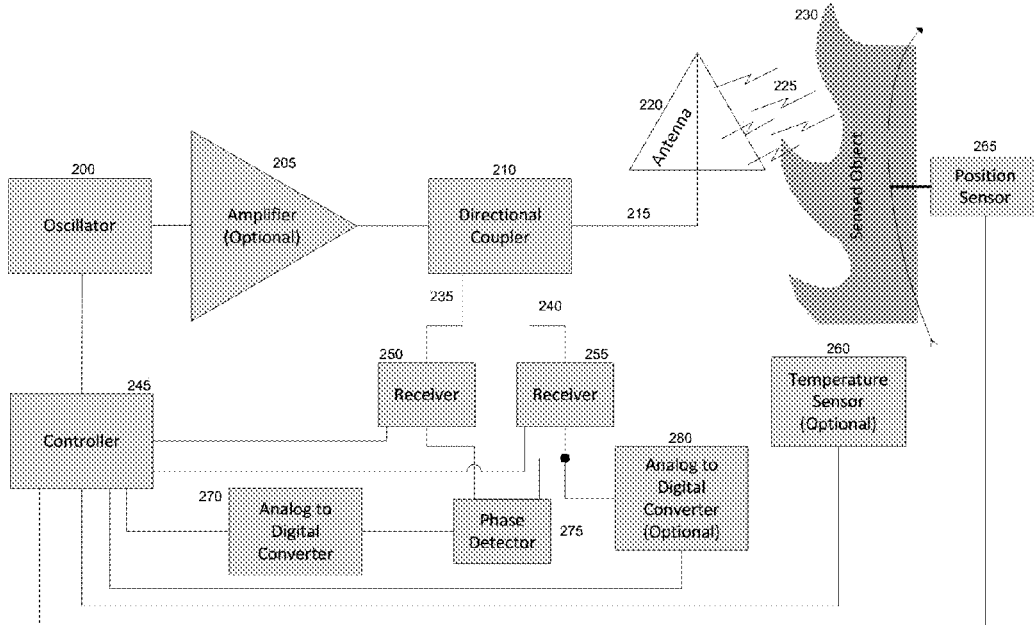 230
220
225
Antenna
Sensed Object
265
Position
Sensor
200
Oscillator
205
Amplifier
(Optional)
210
Directional
Coupler
215
235
240
250
Receiver
255
Receiver
260
Temperature
Sensor
(Optional)
245
Controller
270
Analog to
Digital
Converter
Phase
Detector
275
280
Analog to
Digital
Converter
(Optional)